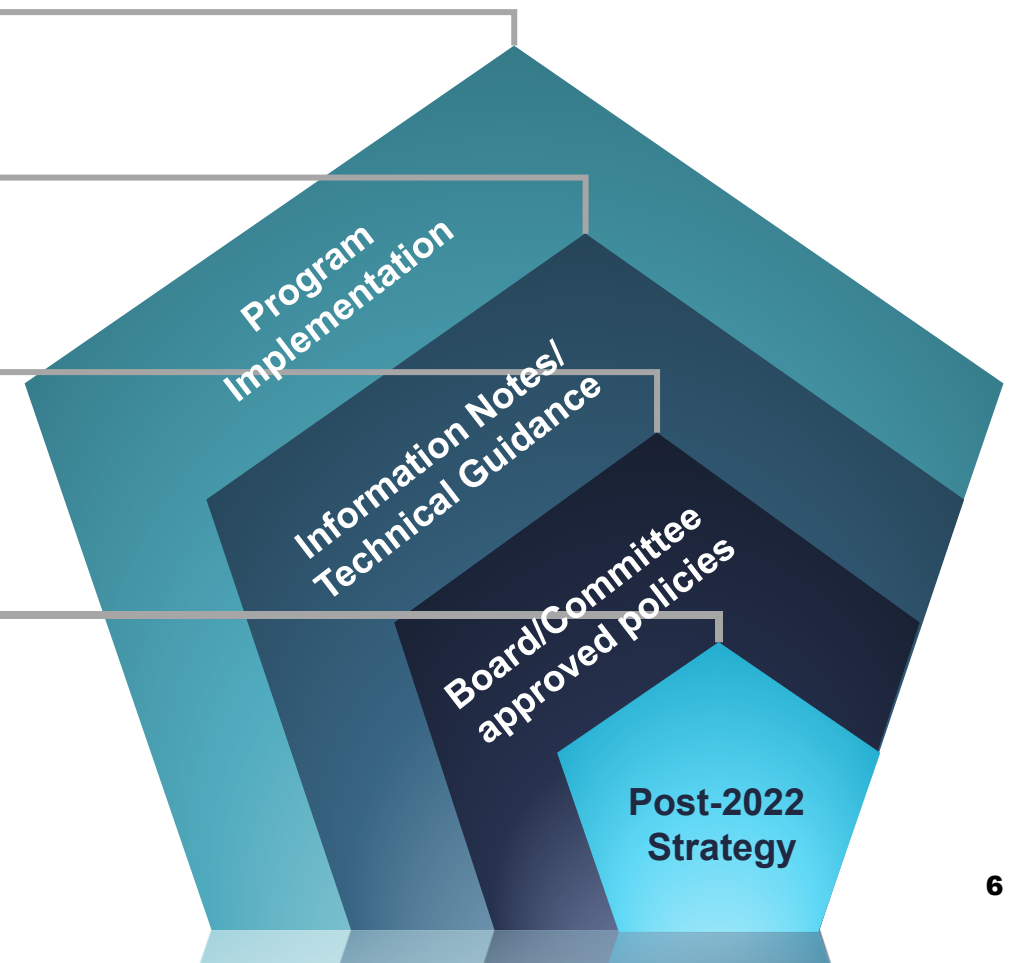 Program
Implementation
Information Notes/
Technical Guidance
Board/Committee
approved policies
Post-2022
Strategy
6